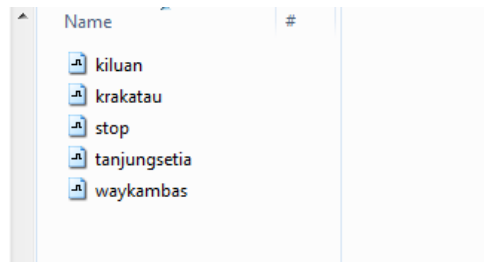 Name #
kiluan
krakatau
stop
tanjungsetia
waykambas